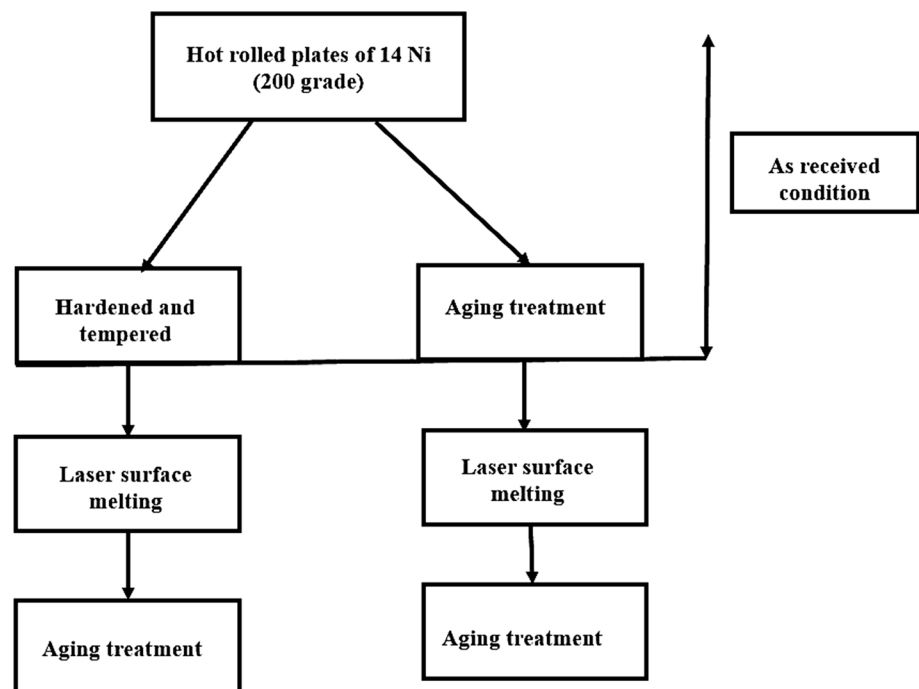 Hot rolled plates of 14 Ni
(200 grade)
As received
condition
Hardened and
tempered
Aging treatment
Laser surface
melting
Laser surface
melting
Aging treatment
Aging treatment